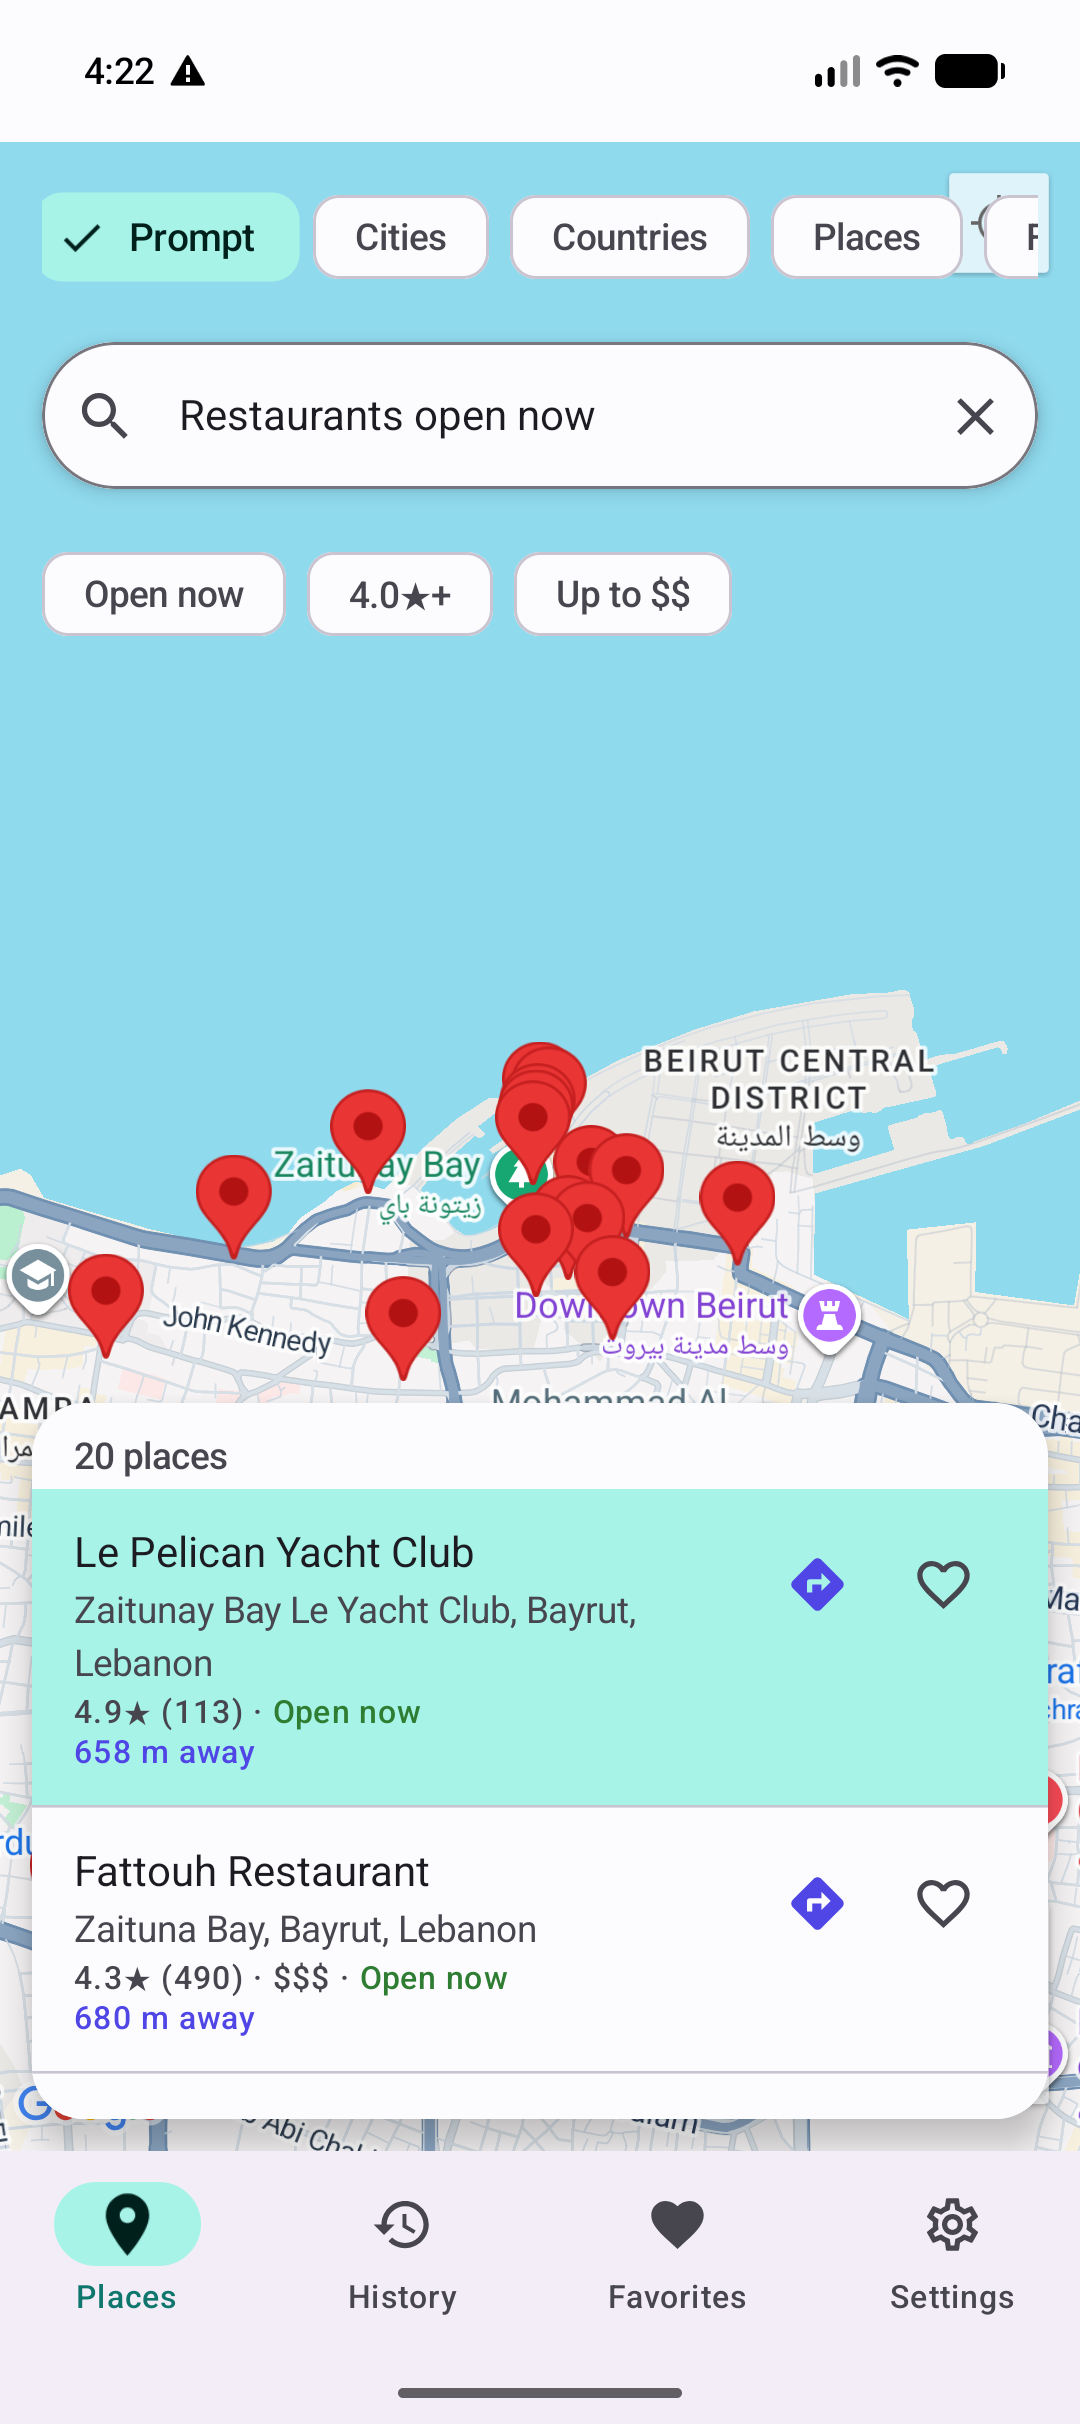 4:22
Prompt
Cities
Countries
Places
Restaurants open now
Open now
4.0★+
Up to $$
BEIRUT CENTRAL
DISTRICT
وسط المدينة
Zaitunay Bay
زيتونة باي
John Kennedy
Downtown Beirut
وسط مدينة بيروت
Mohammad Al
20 places
Le Pelican Yacht Club
Zaitunay Bay Le Yacht Club, Bayrut,
Lebanon
4.9★ (113) · Open now
658 m away
Fattouh Restaurant
Zaituna Bay, Bayrut, Lebanon
4.3★ (490) · $$$ · Open now
680 m away
Places
History
Favorites
Settings